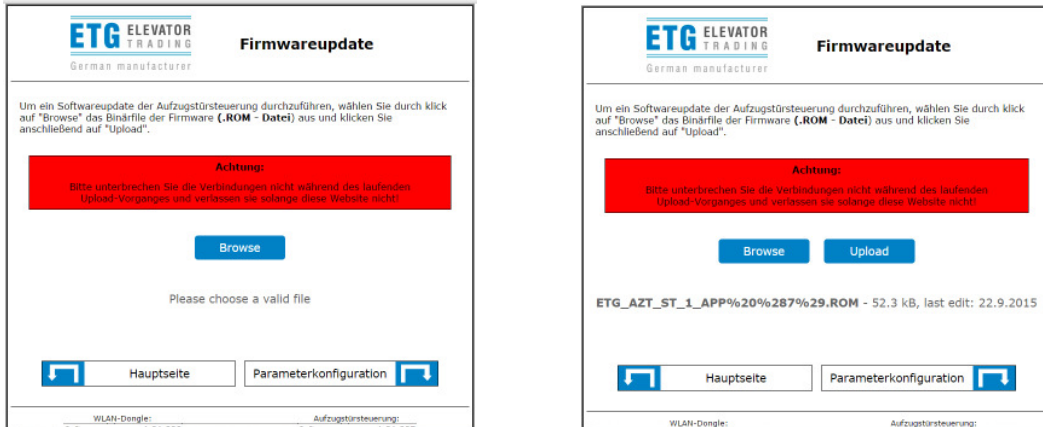 ETG ELEVATOR
TRADING
German manufacturer
Firmwareupdate
Um ein Softwareupdate der Aufzugstürsteuerung durchzuführen, wählen Sie durch klick
auf "Browse" das Binärfile der Firmware (.ROM - Datei) aus und klicken Sie
anschließend auf "Upload".
Achtung:
Bitte unterbrechen Sie die Verbindungen nicht während des laufenden
Upload-Vorganges und verlassen sie solange diese Website nicht!
Browse
Please choose a valid file
Hauptseite
Parameterkonfiguration
WLAN-Dongle:
Aufzugstürsteuerung:
ETG ELEVATOR
TRADING
German manufacturer
Firmwareupdate
Um ein Softwareupdate der Aufzugstürsteuerung durchzuführen, wählen Sie durch klick
auf "Browse" das Binärfile der Firmware (.ROM - Datei) aus und klicken Sie
anschließend auf "Upload".
Achtung:
Bitte unterbrechen Sie die Verbindungen nicht während des laufenden
Upload-Vorganges und verlassen sie solange diese Website nicht!
Browse
Upload
ETG_AZT_ST_1_APP%20%287%29.ROM - 52.3 kB, last edit: 22.9.2015
Hauptseite
Parameterkonfiguration
WLAN-Dongle:
Aufzugstürsteuerung: